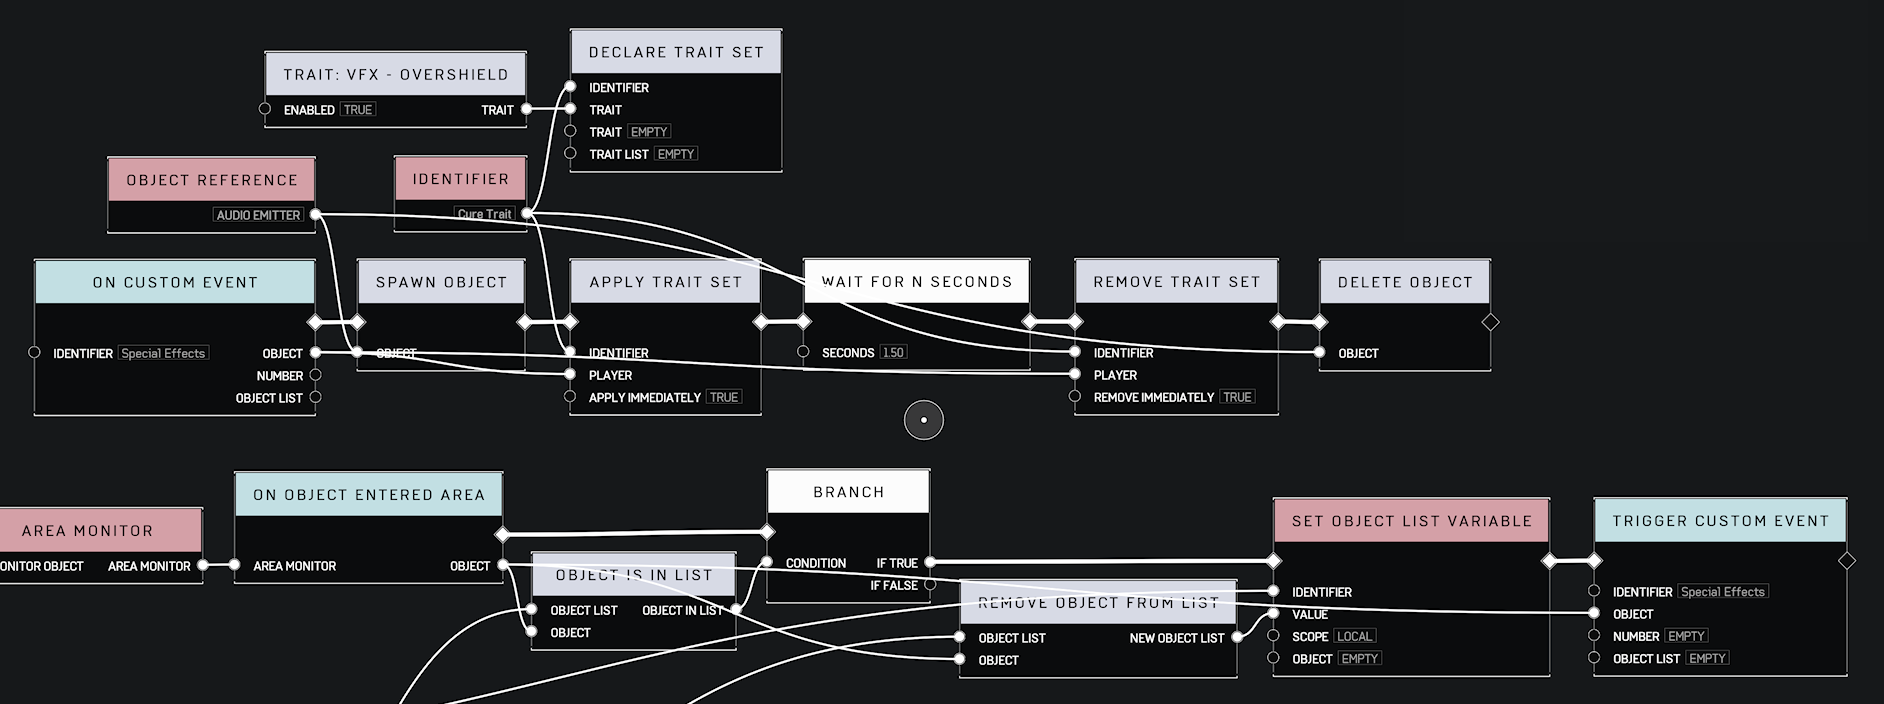 DECLARE TRAIT SET
IDENTIFIER
TRAIT
TRAIT EMPTY
TRAIT LIST EMPTY
TRAIT: VFX - OVERSHIELD
ENABLED TRUE TRAIT
OBJECT REFERENCE
AUDIO EMITTER
IDENTIFIER
Cure Trait
ON CUSTOM EVENT
IDENTIFIER Special Effects OBJECT
NUMBER
OBJECT LIST
SPAWN OBJECT
OBJECT
APPLY TRAIT SET
IDENTIFIER
PLAYER
APPLY IMMEDIATELY TRUE
WAIT FOR N SECONDS
SECONDS 1.50
REMOVE TRAIT SET
IDENTIFIER
PLAYER
REMOVE IMMEDIATELY TRUE
DELETE OBJECT
OBJECT
AREA MONITOR
ONITOR OBJECT AREA MONITOR
ON OBJECT ENTERED AREA
AREA MONITOR OBJECT
OBJECT IS IN LIST
OBJECT LIST OBJECT IN LIST
OBJECT
BRANCH
CONDITION IF TRUE
IF FALSE
REMOVE OBJECT FROM LIST
OBJECT LIST NEW OBJECT LIST
OBJECT
SET OBJECT LIST VARIABLE
IDENTIFIER
VALUE
SCOPE LOCAL
OBJECT EMPTY
TRIGGER CUSTOM EVENT
IDENTIFIER Special Effects
OBJECT
NUMBER EMPTY
OBJECT LIST EMPTY